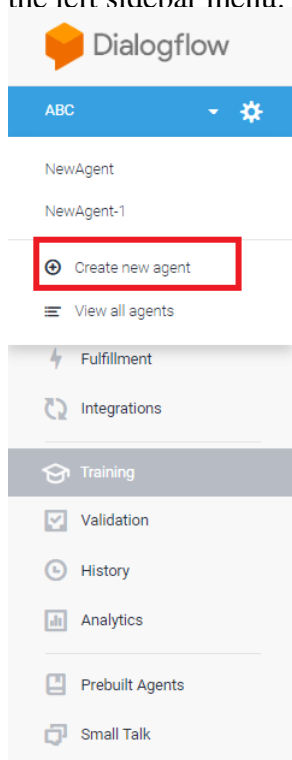 the left sidebar menu.
Dialogflow
ABC
NewAgent
NewAgent-1
Create new agent
View all agents
Fulfillment
Integrations
Training
Validation
History
Analytics
Prebuilt Agents
Small Talk